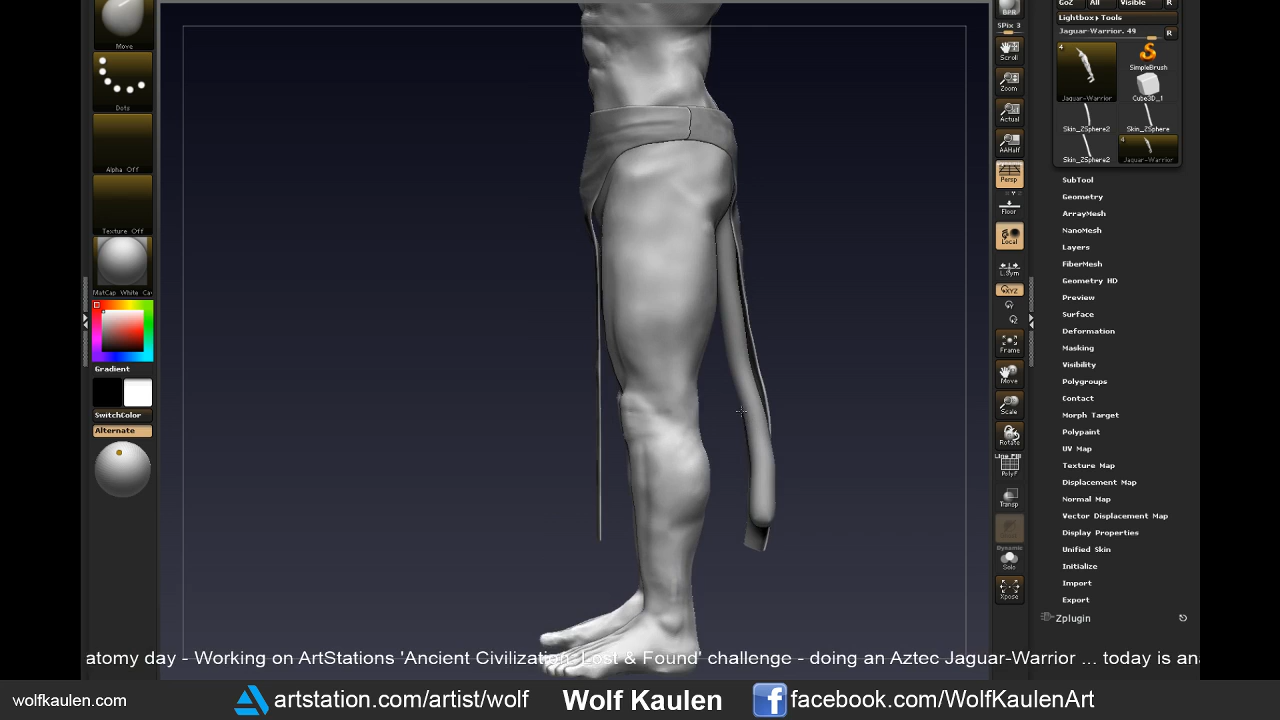 Move
Dots
Alpha Off
Texture Off
MatCap White Ca
Gradient
SwitchColor
Alternate
BPR
SPix 3
Scroll
Zoom
Actual
AAHalf
Persp
Floor
Local
L.Sym
XYZ
Frame
Move
Scale
Rotate
Line Fill
PolyF
Transp
Dynamic
Solo
Xpose
GoZ All Visible R
Lightbox▸Tools
Jaguar-Warrior. 49 R
4
Jaguar-Warrior
SimpleBrush
Cube3D_1
Skin_ZSphere2
Skin_ZSphere
Skin_ZSphere2
4
Jaguar-Warrior
SubTool
Geometry
ArrayMesh
NanoMesh
Layers
FiberMesh
Geometry HD
Preview
Surface
Deformation
Masking
Visibility
Polygroups
Contact
Morph Target
Polypaint
UV Map
Texture Map
Displacement Map
Normal Map
Vector Displacement Map
Display Properties
Unified Skin
Initialize
Import
Export
Zplugin
atomy day - Working on ArtStations 'Ancient Civilization: Lost & Found' challenge - doing an Aztec Jaguar-Warrior ... today is an
wolfkaulen.com
artstation.com/artist/wolf
Wolf Kaulen
facebook.com/WolfKaulenArt